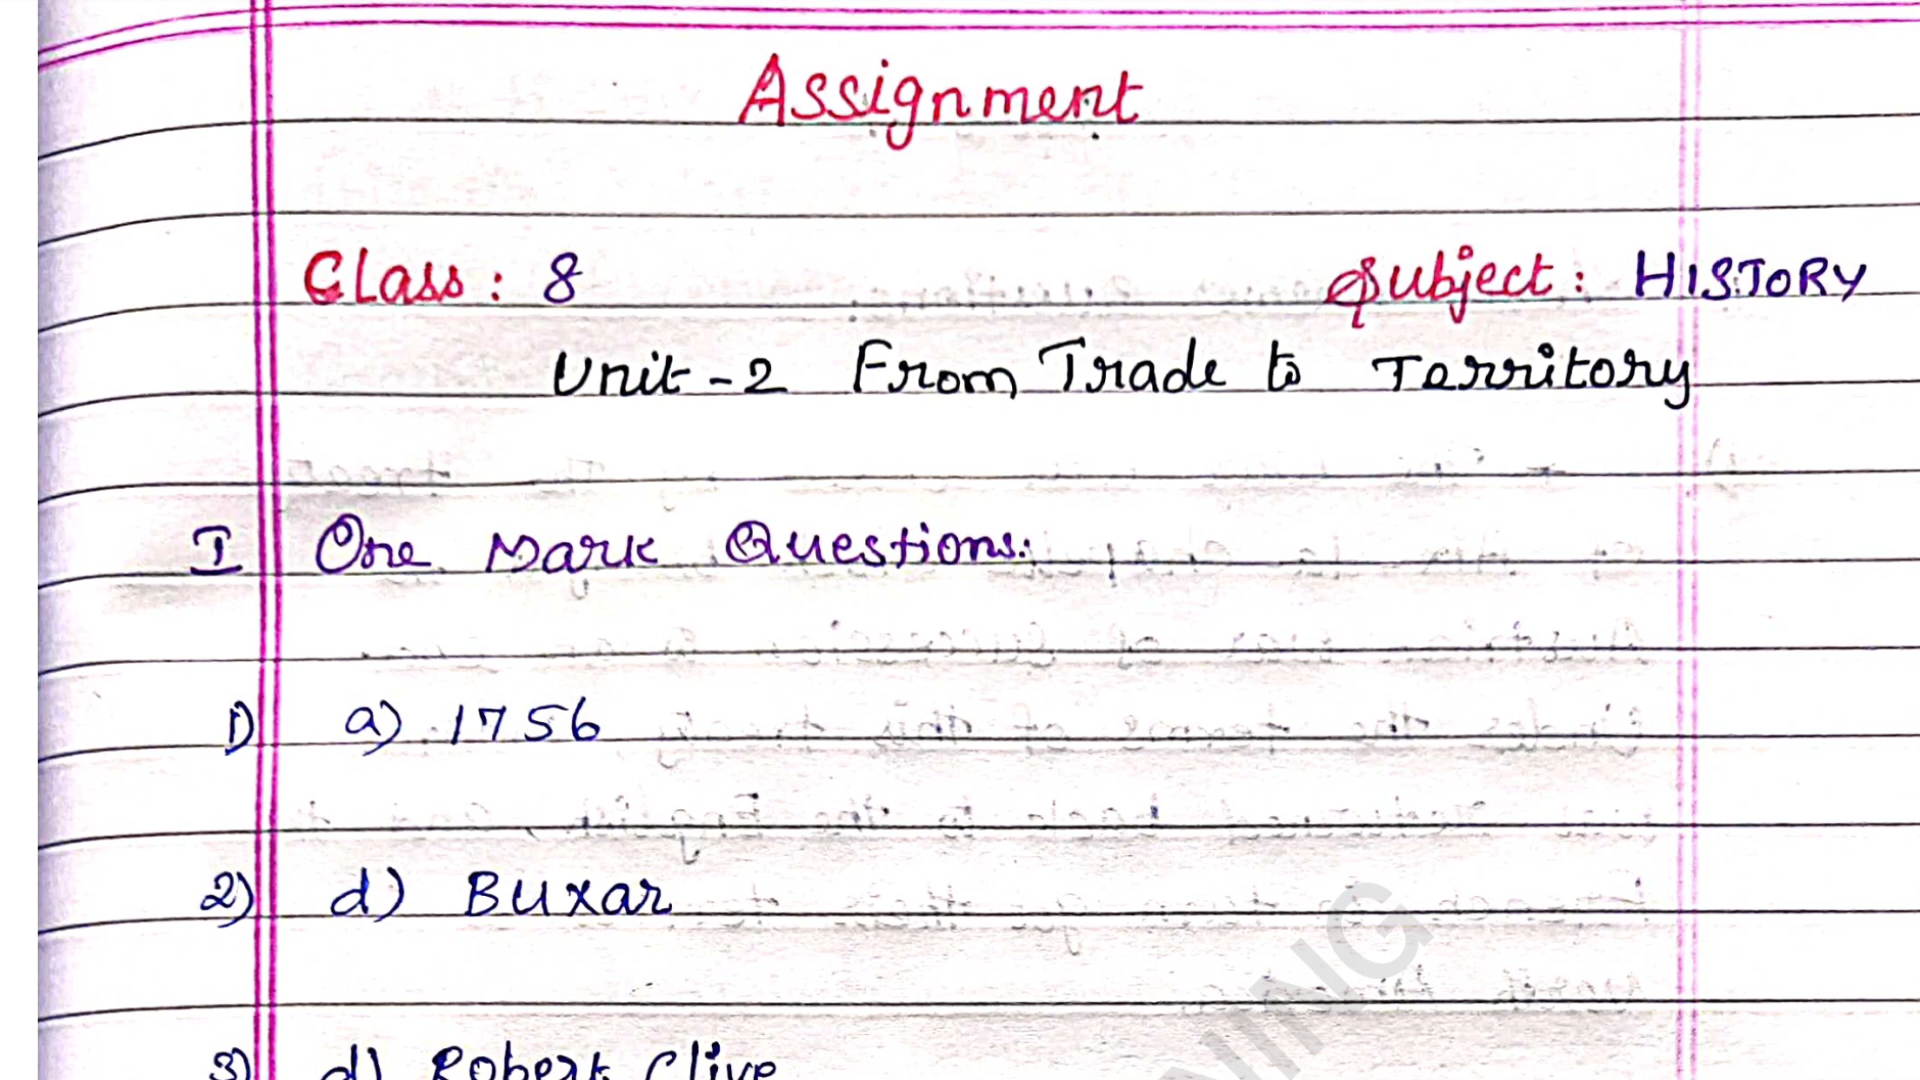 Assignment
Class: 8 Subject: HISTORY
Unit-2 From Trade to Territory
I One Mark Questions:
1) a) 1756
2) d) Buxar
3) d) Robert Clive
NING